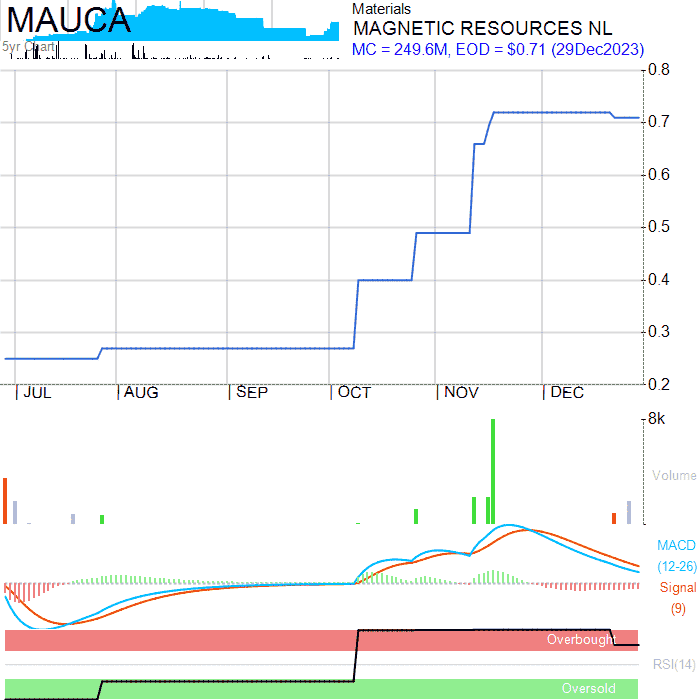 MAUCA
5yr Chart
Materials
MAGNETIC RESOURCES NL
MC = 249.6M, EOD = $0.71 (29Dec2023)
0.8
0.7
0.6
0.5
0.4
0.3
0.2
JUL AUG SEP OCT NOV DEC
8k
Volume
MACD
(12-26)
Signal
(9)
Overbought
RSI(14)
Oversold